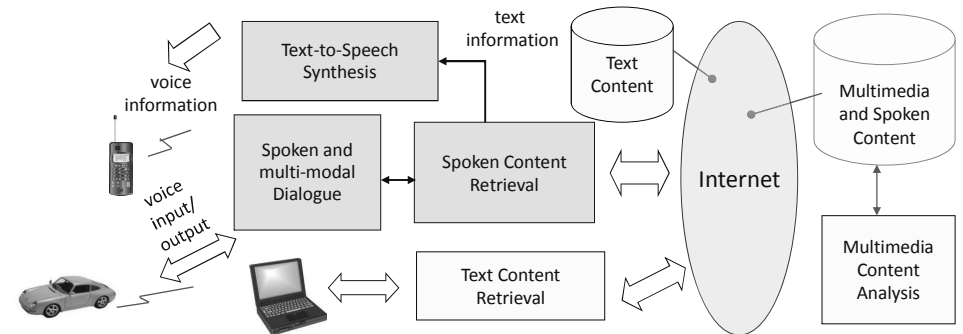 text
information
Text-to-Speech
Synthesis
Text
Content
voice
information
Multimedia
and Spoken
Content
Spoken and
multi-modal
Dialogue
Spoken Content
Retrieval
Internet
voice
input/
output
Text Content
Retrieval
Multimedia
Content
Analysis